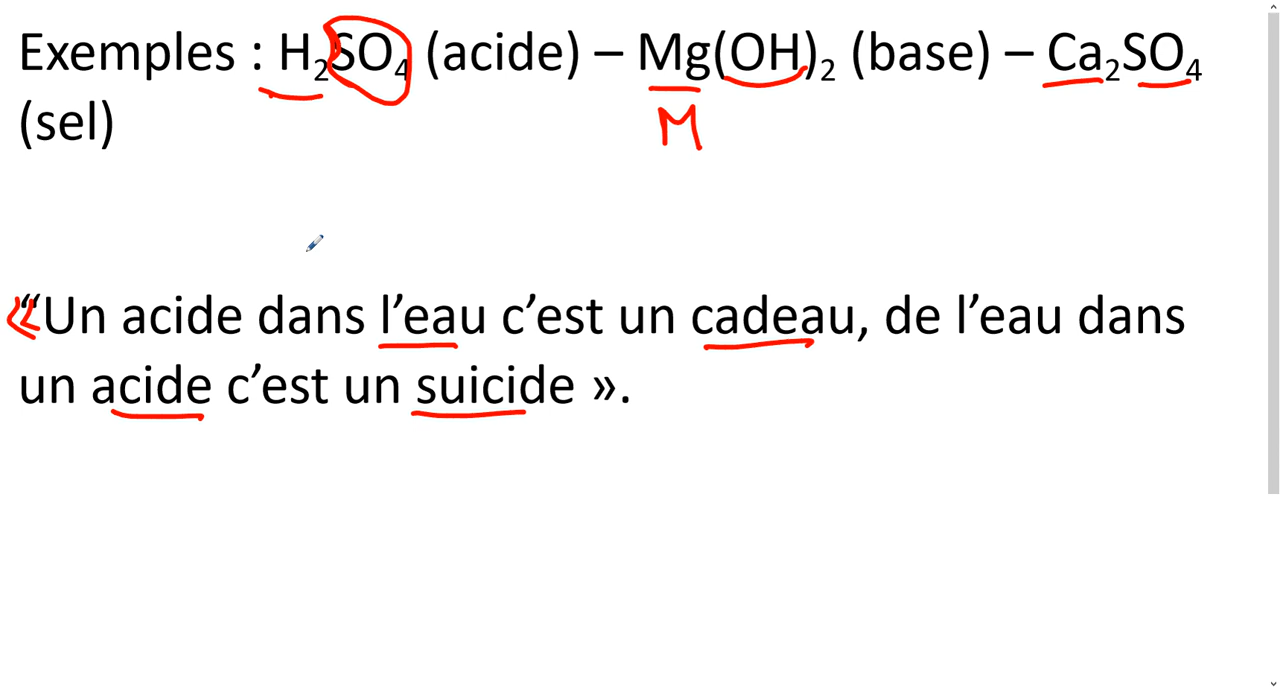 Exemples : H₂SO₄ (acide) – Mg(OH)₂ (base) – Ca₂SO₄
(sel)
M
« “Un acide dans l’eau c’est un cadeau, de l’eau dans
un acide c’est un suicide ».